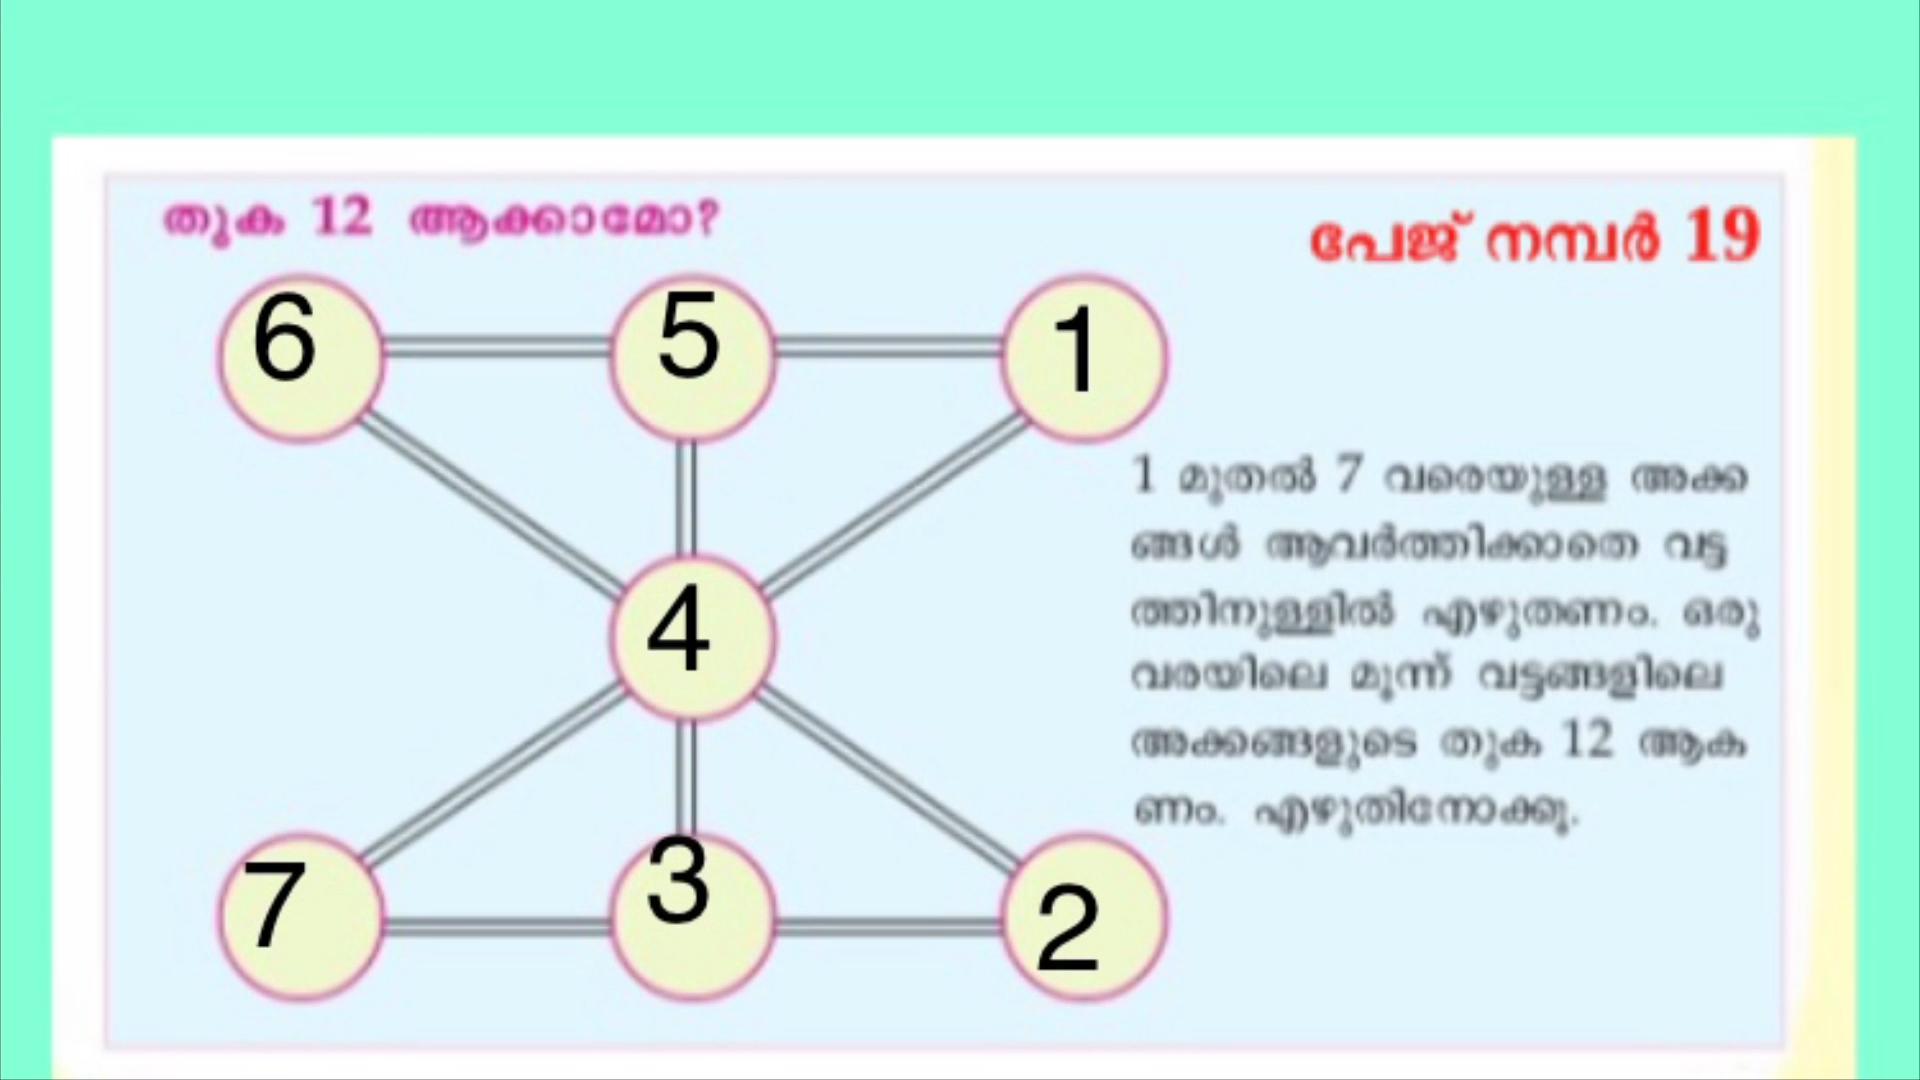 തുക 12 ആക്കാമോ?
പേജ് നമ്പർ 19
6 5 1
4
7 3 2
1 മുതൽ 7 വരെയുള്ള അക്ക
ങ്ങൾ ആവർത്തിക്കാതെ വട്ട
ത്തിനുള്ളിൽ എഴുതണം. ഒരു
വരയിലെ മൂന്ന് വട്ടങ്ങളിലെ
അക്കങ്ങളുടെ തുക 12 ആക
ണം. എഴുതിനോക്കൂ.